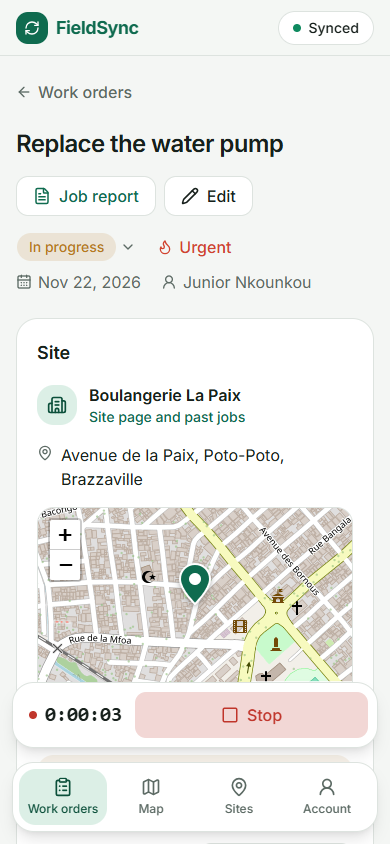 FieldSync
Synced
Work orders
Replace the water pump
Job report
Edit
In progress
Urgent
Nov 22, 2026
Junior Nkounkou
Site
Boulangerie La Paix
Site page and past jobs
Avenue de la Paix, Poto-Poto,
Brazzaville
Bacongo
+
−
Avenue des Bornous
Rue Bangala
Rue de la Mfoa
0:00:03
Stop
Work orders
Map
Sites
Account